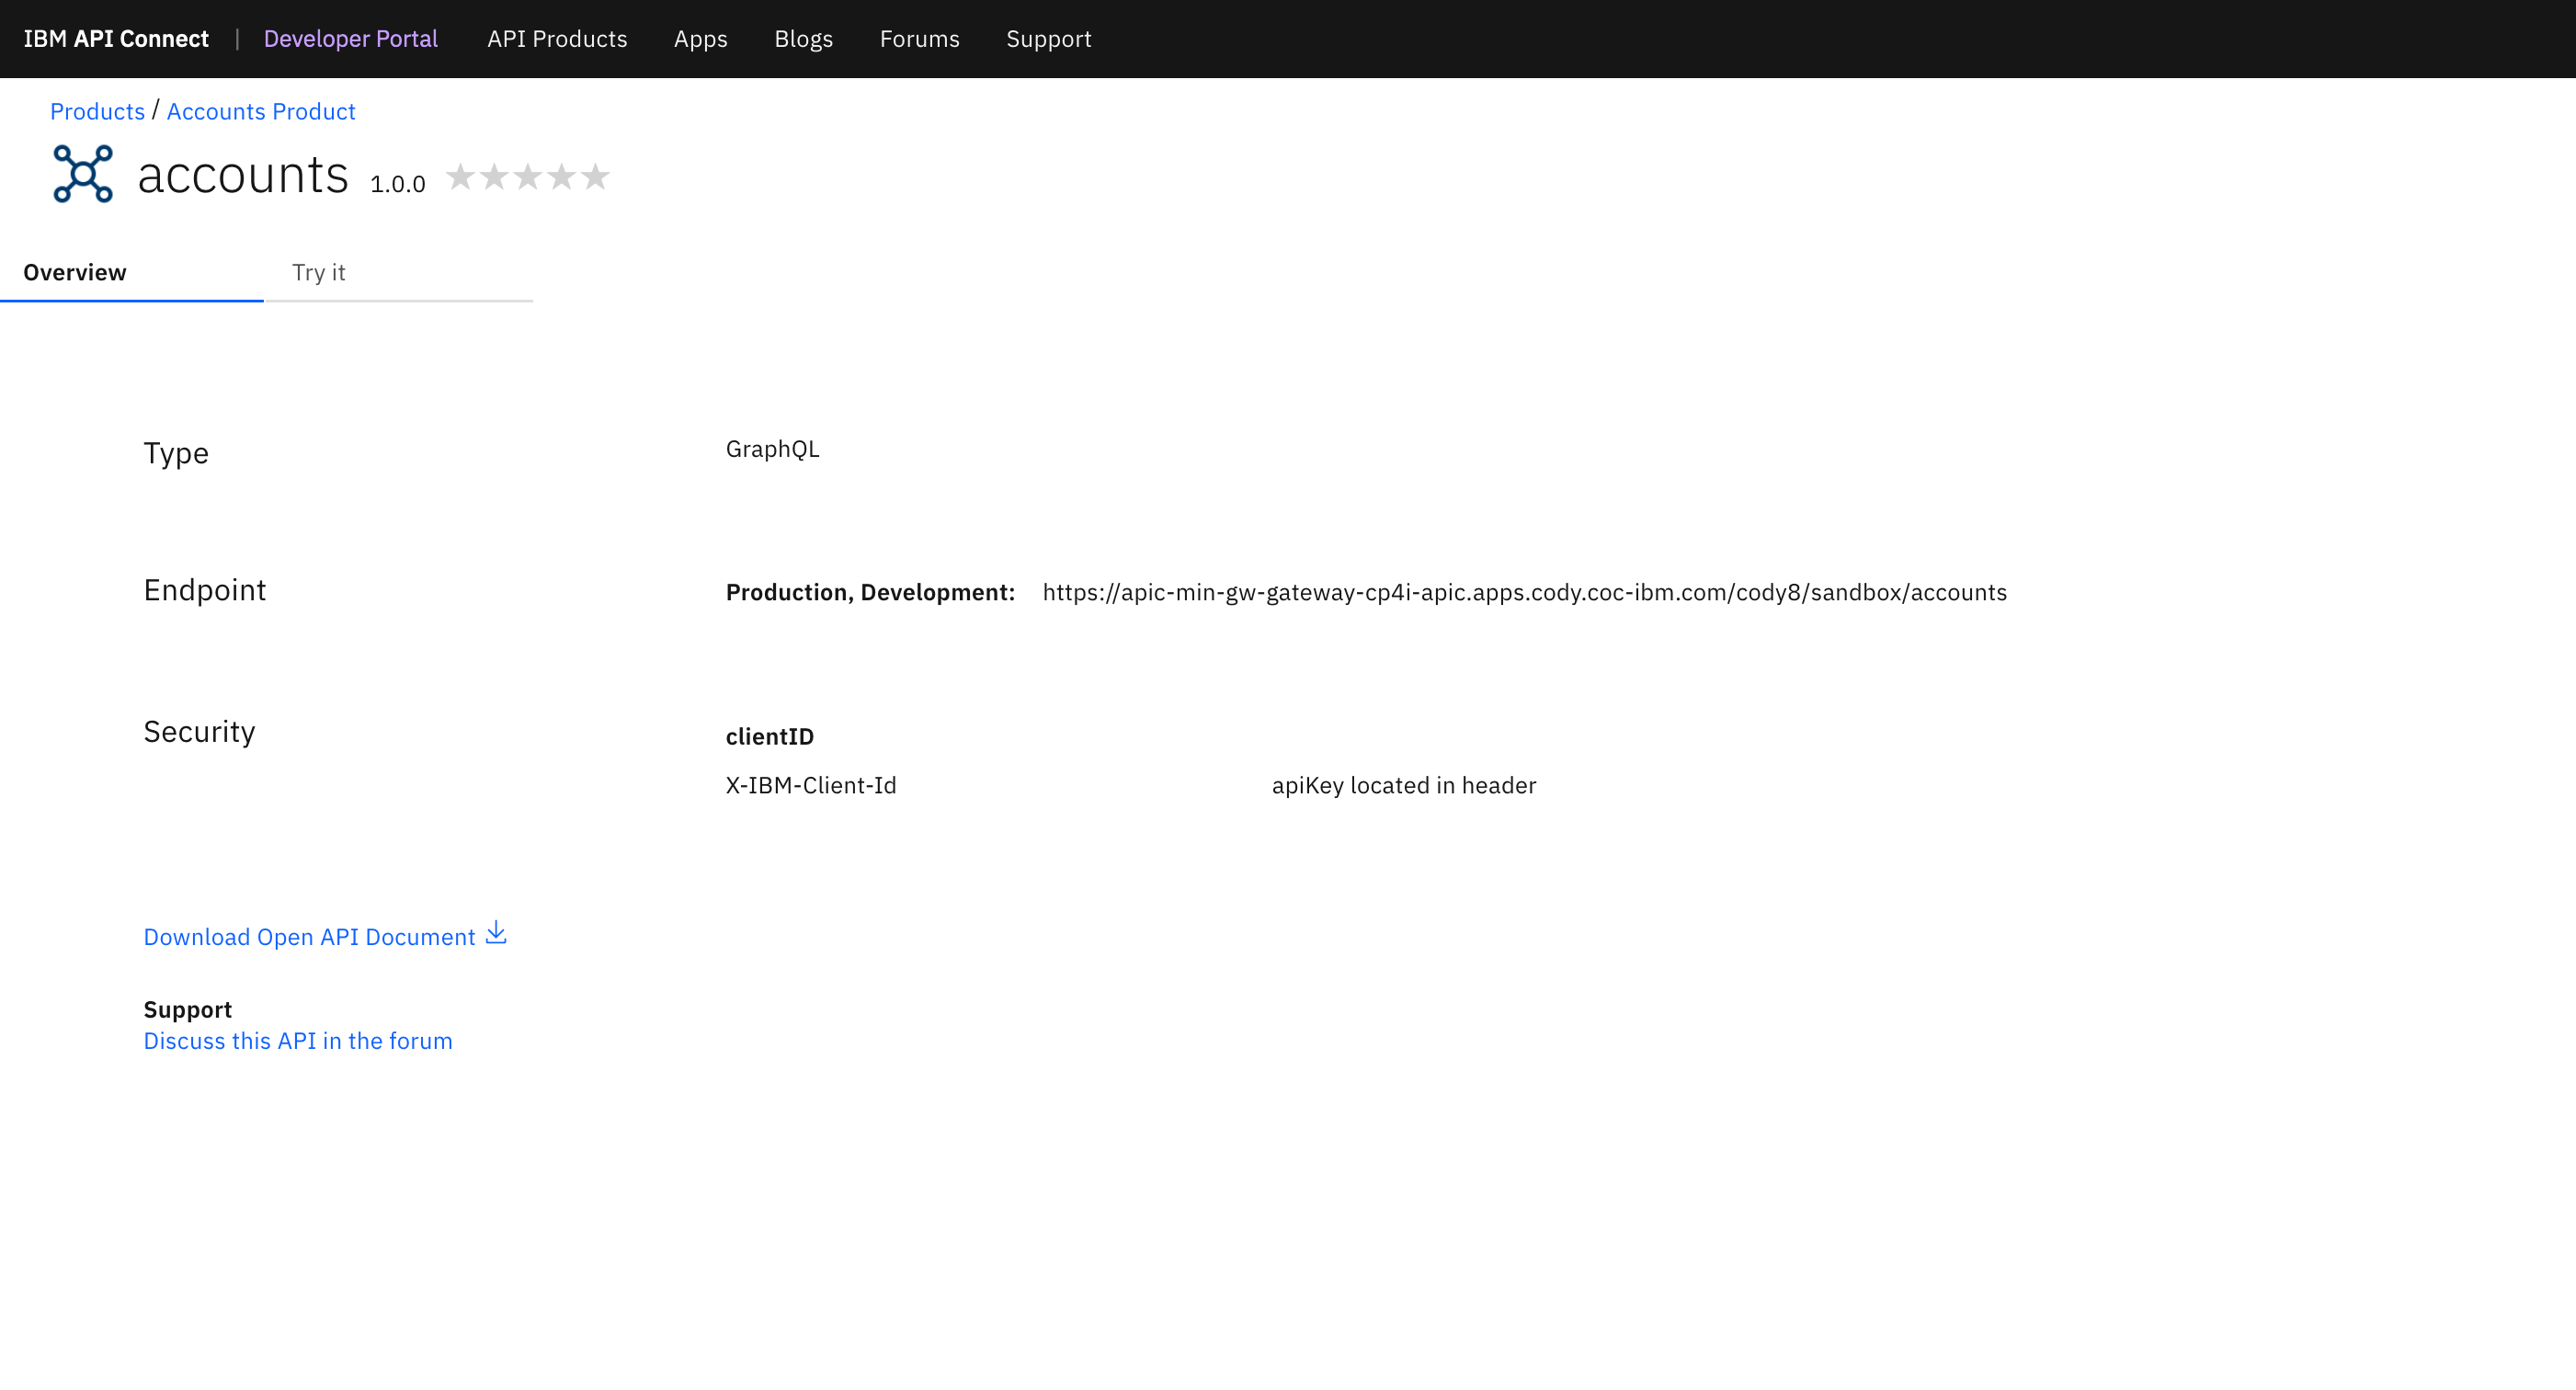 IBM API Connect | Developer Portal API Products Apps Blogs Forums Support
Products / Accounts Product
accounts 1.0.0
Overview Try it
Type GraphQL
Endpoint Production, Development: https://apic-min-gw-gateway-cp4i-apic.apps.cody.coc-ibm.com/cody8/sandbox/accounts
Security clientID
X-IBM-Client-Id apiKey located in header
Download Open API Document
Support
Discuss this API in the forum